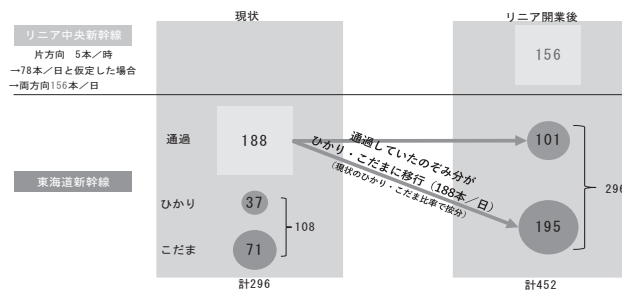 現状
リニア開業後
リニア中央新幹線
片方向 5本/時
→78本/日と仮定した場合
→両方向156本/日
156
通過
188
通過していたのぞみ分が
ひかり・こだまに移行(188本/日)
(現状のひかり・こだま比率で按分)
101
東海道新幹線
ひかり
37
108
こだま
71
195
296
計296
計452